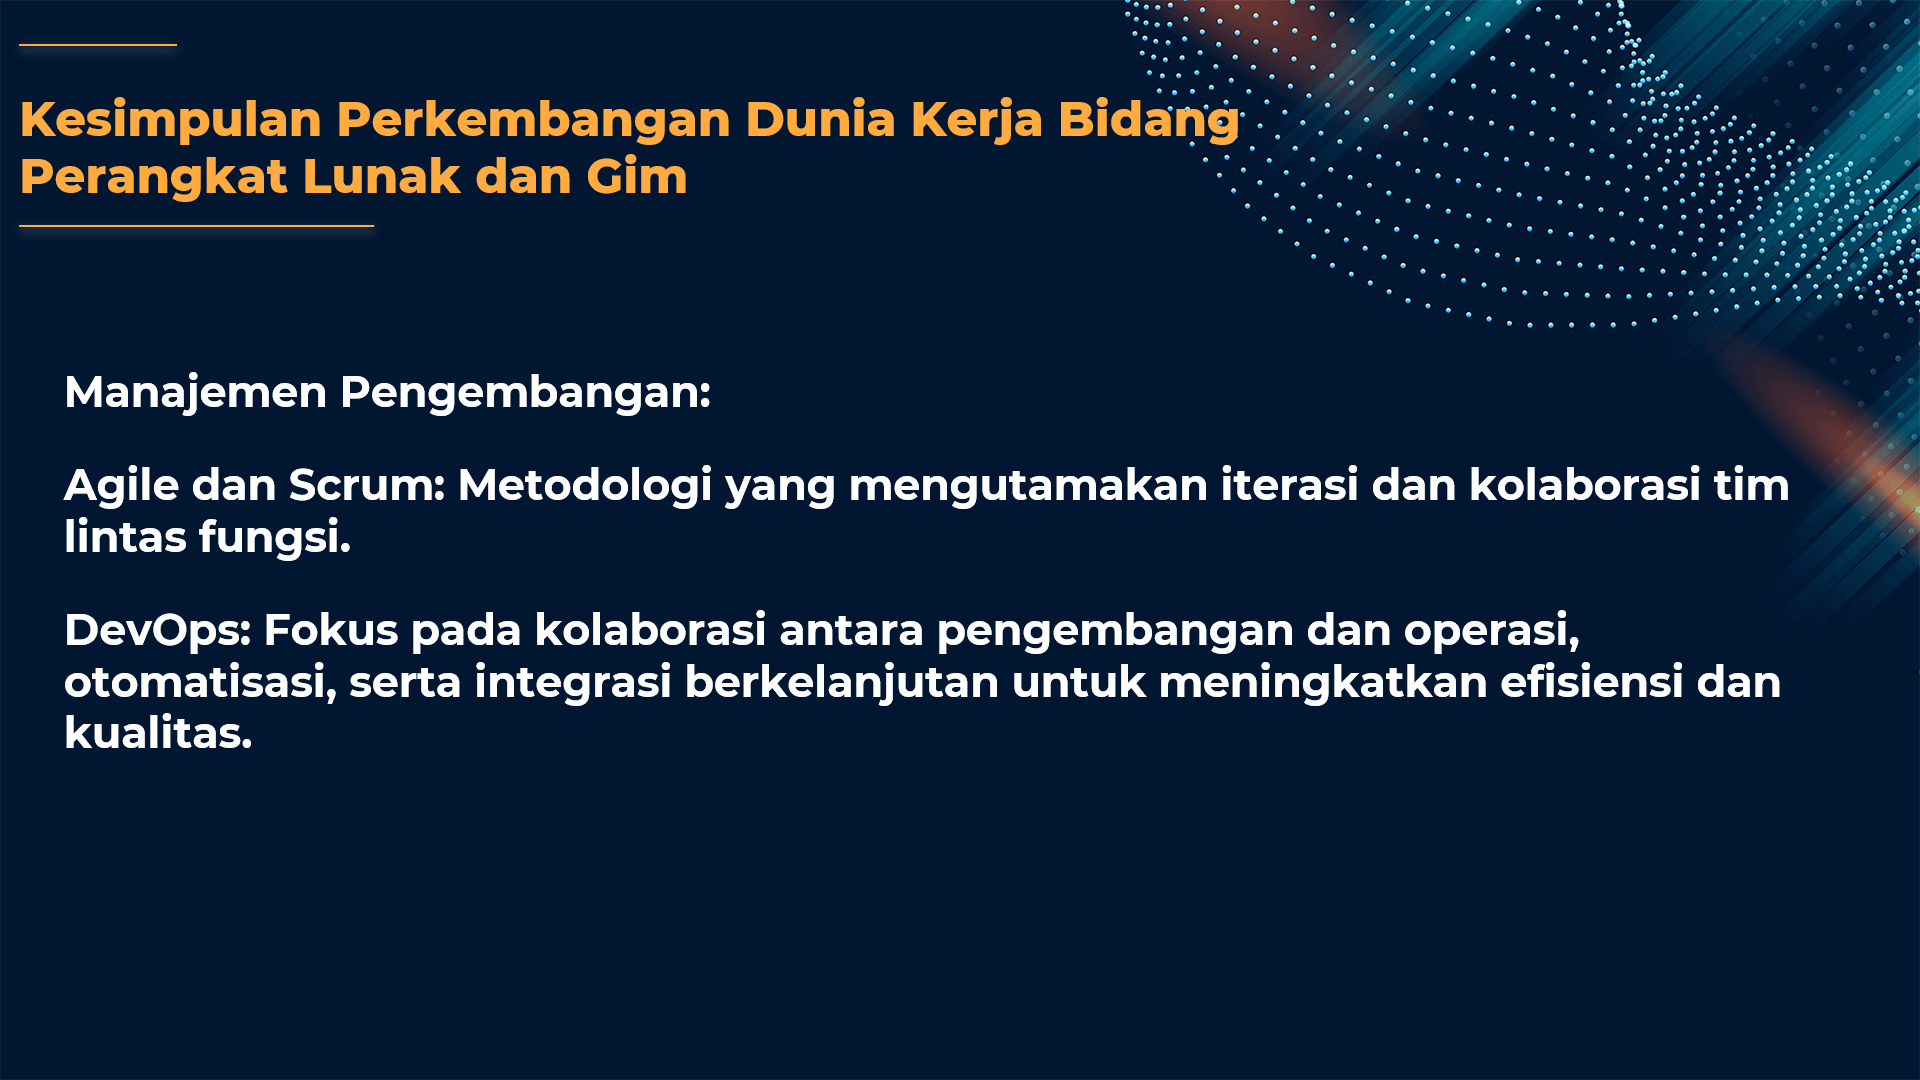 Kesimpulan Perkembangan Dunia Kerja Bidang
Perangkat Lunak dan Gim
Manajemen Pengembangan:
Agile dan Scrum: Metodologi yang mengutamakan iterasi dan kolaborasi tim
lintas fungsi.
DevOps: Fokus pada kolaborasi antara pengembangan dan operasi,
otomatisasi, serta integrasi berkelanjutan untuk meningkatkan efisiensi dan
kualitas.